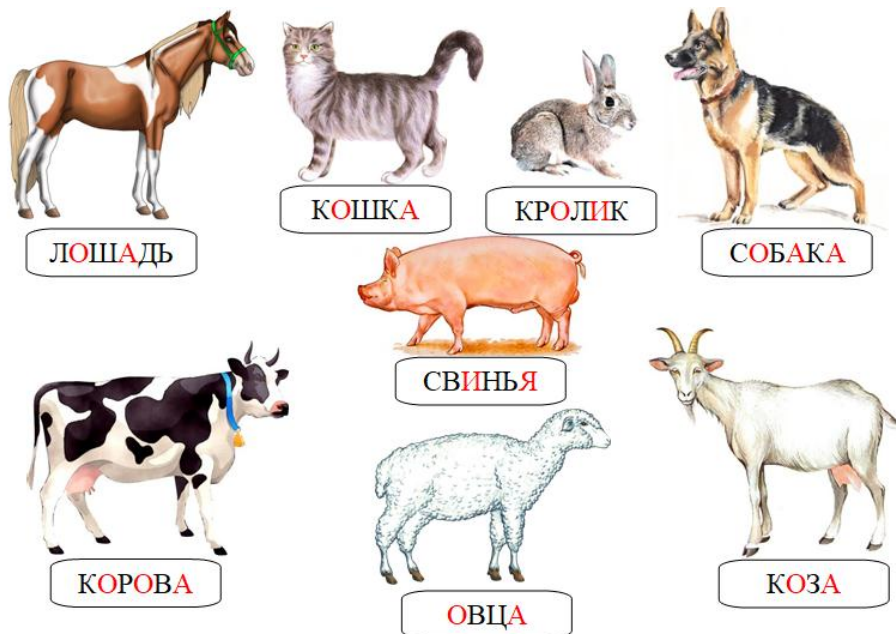 КОШКА
КРОЛИК
ЛОШАДЬ
СОБАКА
СВИНЬЯ
КОРОВА
ОВЦА
КОЗА